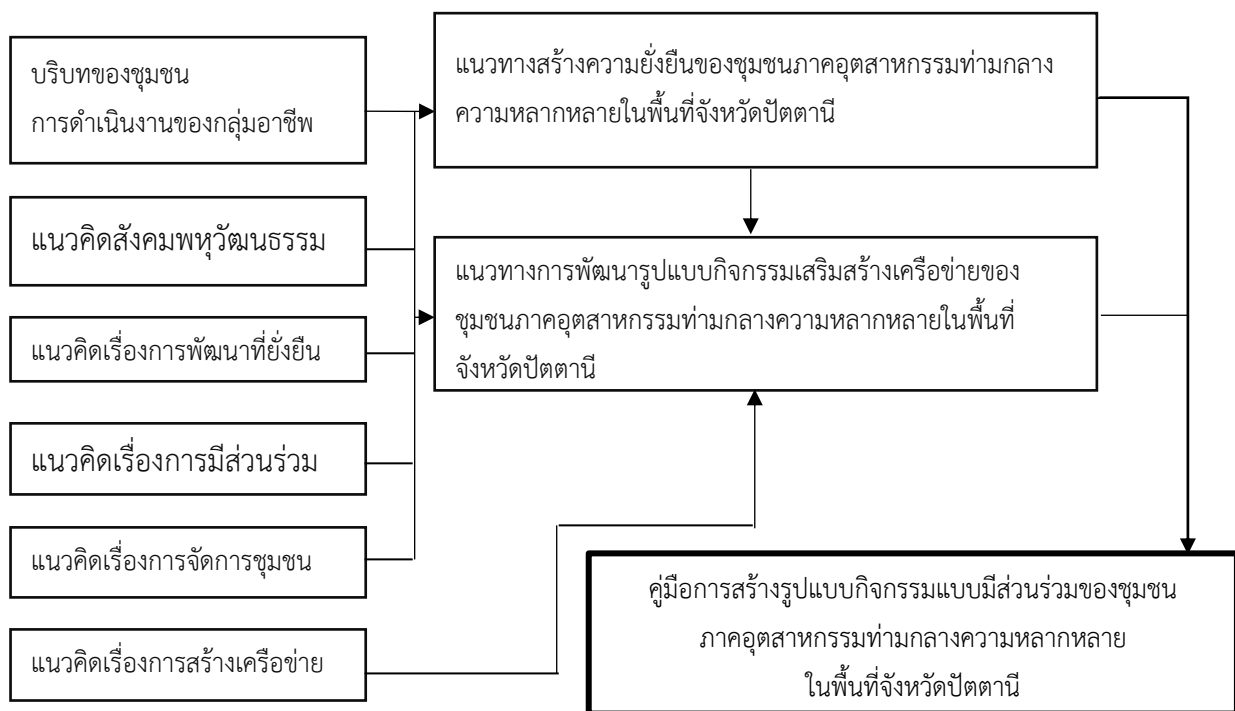 บริบทของชุมชน
การดำเนินงานของกลุ่มอาชีพ
แนวคิดสังคมพหุวัฒนธรรม
แนวคิดเรื่องการพัฒนาที่ยั่งยืน
แนวคิดเรื่องการมีส่วนร่วม
แนวคิดเรื่องการจัดการชุมชน
แนวคิดเรื่องการสร้างเครือข่าย
แนวทางสร้างความยั่งยืนของชุมชนภาคอุตสาหกรรมท่ามกลาง
ความหลากหลายในพื้นที่จังหวัดปัตตานี
แนวทางการพัฒนารูปแบบกิจกรรมเสริมสร้างเครือข่ายของ
ชุมชนภาคอุตสาหกรรมท่ามกลางความหลากหลายในพื้นที่
จังหวัดปัตตานี
คู่มือการสร้างรูปแบบกิจกรรมแบบมีส่วนร่วมของชุมชน
ภาคอุตสาหกรรมท่ามกลางความหลากหลาย
ในพื้นที่จังหวัดปัตตานี